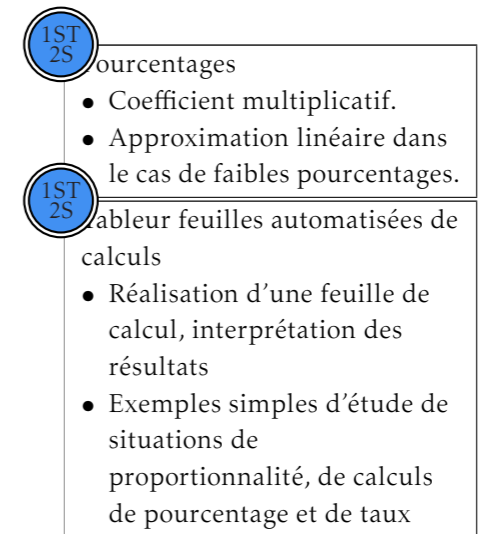 1ST
2S
ourcentages
• Coefficient multiplicatif.
• Approximation linéaire dans
le cas de faibles pourcentages.
1ST
2S
ableur feuilles automatisées de
calculs
• Réalisation d'une feuille de
calcul, interprétation des
résultats
• Exemples simples d'étude de
situations de
proportionnalité, de calculs
de pourcentage et de taux